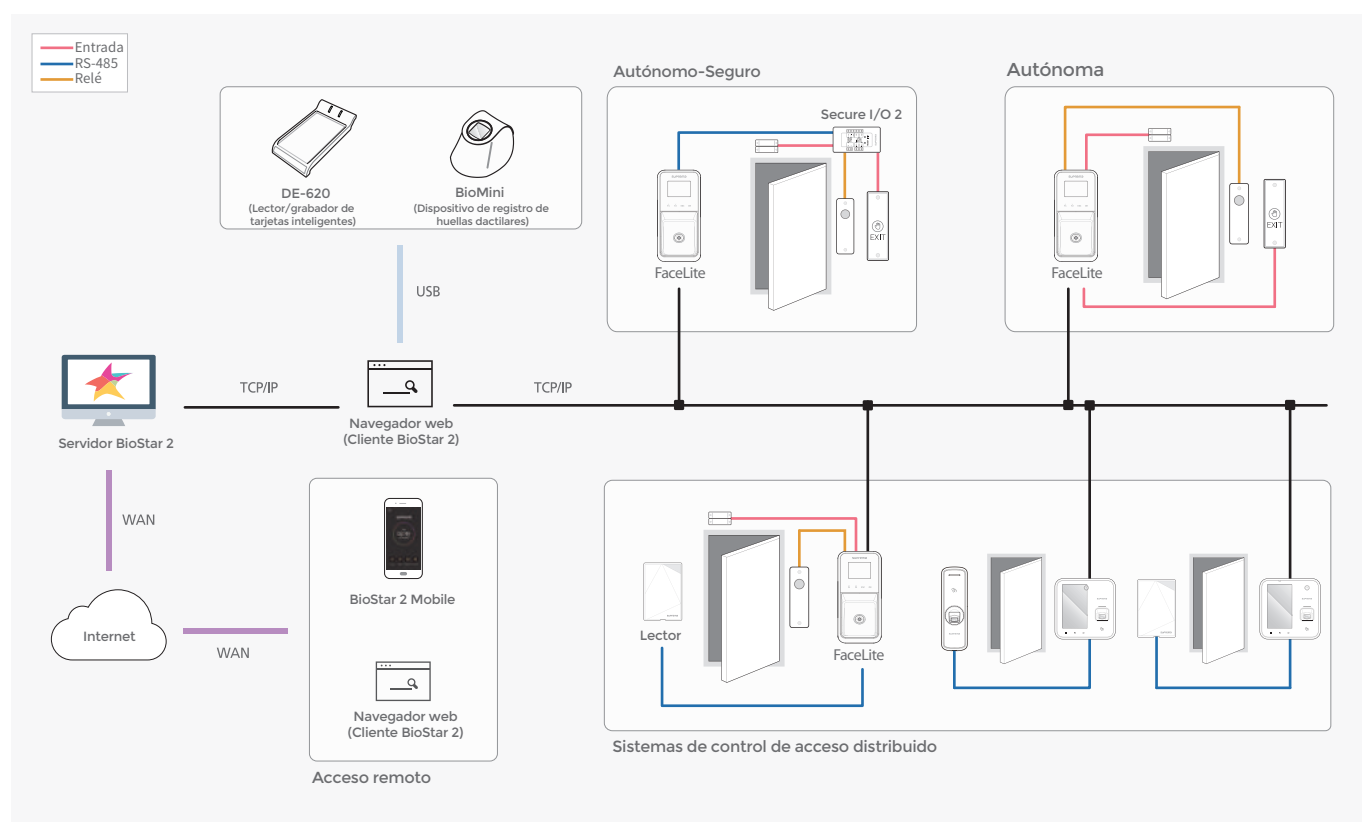 Entrada
RS-485
Relé
DE-620
(Lector/grabador de
tarjetas inteligentes)
BioMini
(Dispositivo de registro de
huellas dactilares)
USB
Autónomo-Seguro
Secure I/O 2
EXIT
FaceLite
Autónoma
EXIT
FaceLite
Servidor BioStar 2
TCP/IP
Navegador web
(Cliente BioStar 2)
TCP/IP
WAN
Internet
WAN
BioStar 2 Mobile
Navegador web
(Cliente BioStar 2)
Acceso remoto
Lector
FaceLite
Sistemas de control de acceso distribuido